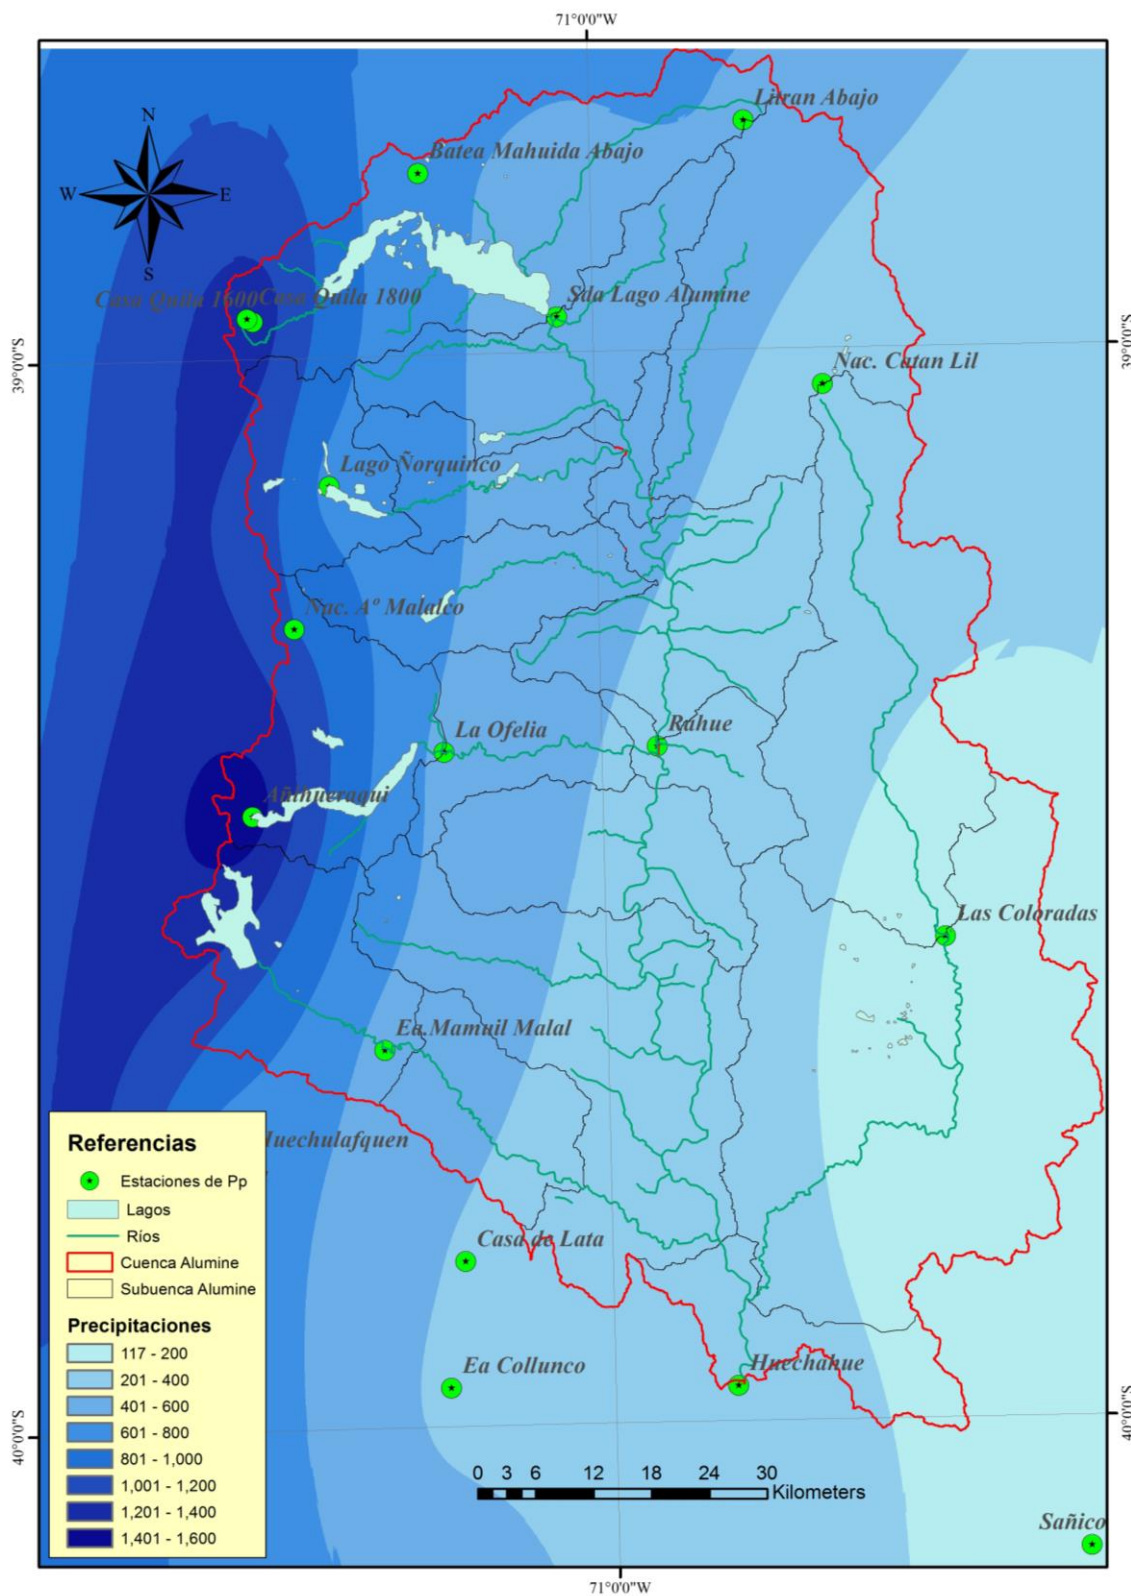 71°0'0"W
N
Litran Abajo
Batea Mahuida Abajo
W
E
S
Casa Quila 1600
Casa Quila 1800
Sda Lago Alumine
39°0'0"S
39°0'0"S
Nac. Catan Lil
Lago Ñorquinco
Nac. Aº Malalco
La Ofelia
Rahue
Añihueraqui
Las Coloradas
Ea.Mamuil Malal
Referencias
Huechulafquen
Estaciones de Pp
Lagos
Ríos
Cuenca Alumine
Subuenca Alumine
Casa de Lata
Precipitaciones
117 - 200
201 - 400
401 - 600
601 - 800
801 - 1,000
1,001 - 1,200
1,201 - 1,400
1,401 - 1,600
Ea Collunco
Huechahue
40°0'0"S
40°0'0"S
0 3 6 12 18 24 30
Kilometers
Sañico
71°0'0"W